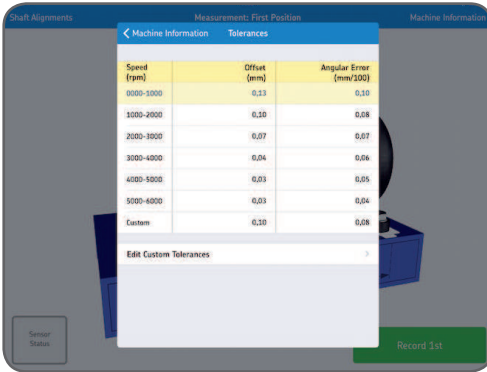 Shaft Alignments Measurement: First Position Machine Information
Machine Information Tolerances
Speed (rpm) Offset (mm) Angular Error (mm/100)
0000-1000 0,13 0,10
1000-2000 0,10 0,08
2000-3000 0,07 0,07
3000-4000 0,04 0,06
4000-5000 0,03 0,05
5000-6000 0,03 0,04
Custom 0,10 0,08
Edit Custom Tolerances
Sensor
Status
Record 1st